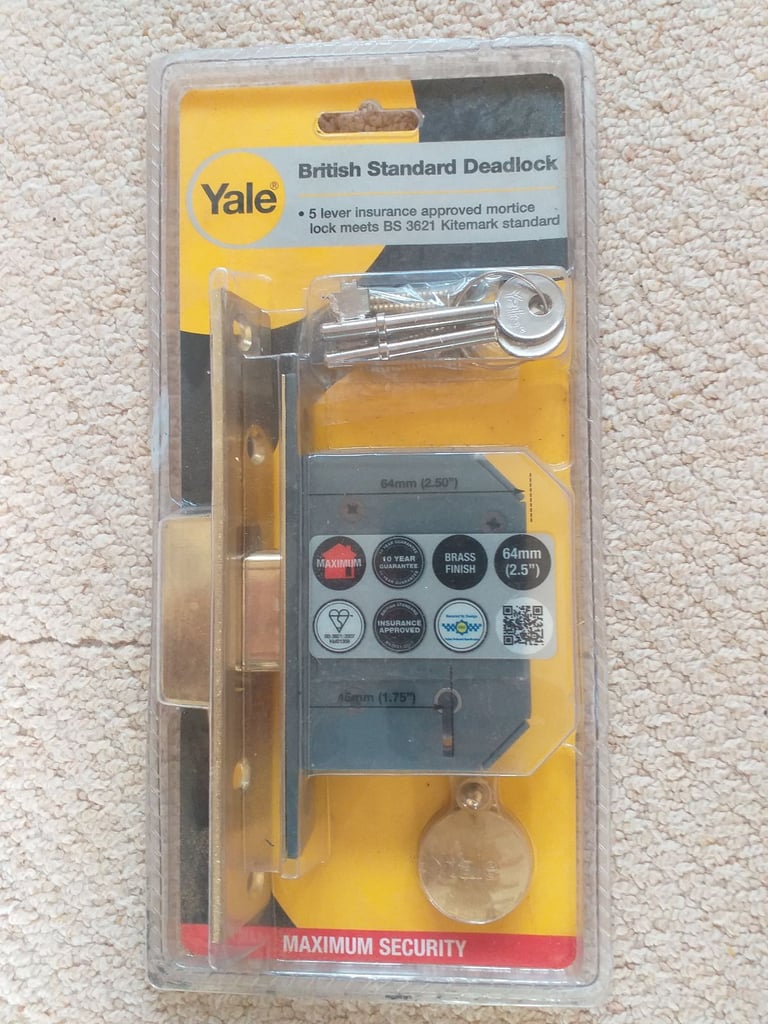 Yale®
British Standard Deadlock
• 5 lever insurance approved mortice
lock meets BS 3621 Kitemark standard
64mm (2.50")
MAXIMUM
10 YEAR
GUARANTEE
BRASS
FINISH
64mm
(2.5")
INSURANCE
APPROVED
45mm (1.75")
Yale
MAXIMUM SECURITY